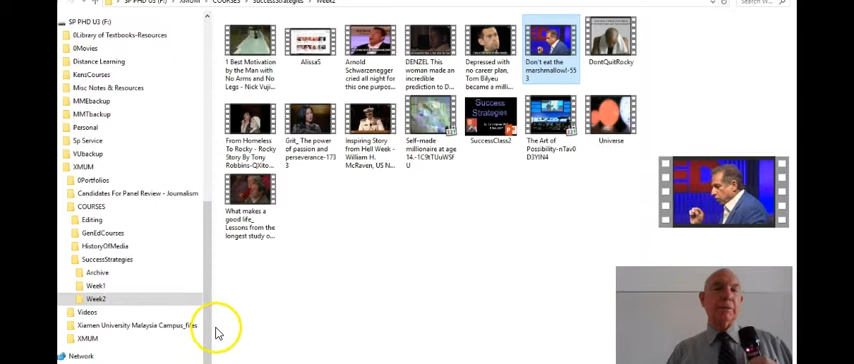 SP PHD U3 (F:) > XMUM > COURSES > SuccessStrategies > Week2
Search W...
SP PHD U3 (F:)
0Library of Textbooks-Resources
0Movies
Distance Learning
KensCourses
Misc Notes & Resources
MMEbackup
MMTbackup
Personal
Sp Service
VUbackup
XMUM
0Portfolios
Candidates For Panel Review - Journalism
COURSES
Editing
GenEdCourses
HistoryOfMedia
SuccessStrategies
Archive
Week1
Week2
Videos
Xiamen University Malaysia Campus_files
XMUM
Network
1 Best Motivation
by the Man with
No Arms and No
Legs - Nick Vuji...
AlissaS
Arnold
Schwarzenegger
cried all night for
this one purpos...
DENZEL. This
woman made an
incredible
prediction to D...
Depressed with
no career plan,
Tom Bilyeu
became a milli...
Don't eat the
marshmallow!-55
3
DontQuitRocky
From Homeless
To Rocky - Rocky
Story By Tony
Robbins-QXito...
Grit_ The power
of passion and
perseverance-173
3
Inspiring Story
from Hell Week -
William H.
McRaven, US N...
Self-made
millionaire at age
14.-1C9tTUuWSF
U
Success
Strategies
SuccessClass2
The Art of
Possibility-nTav0
D3YIN4
Universe
What makes a
good life_
Lessons from the
longest study o...